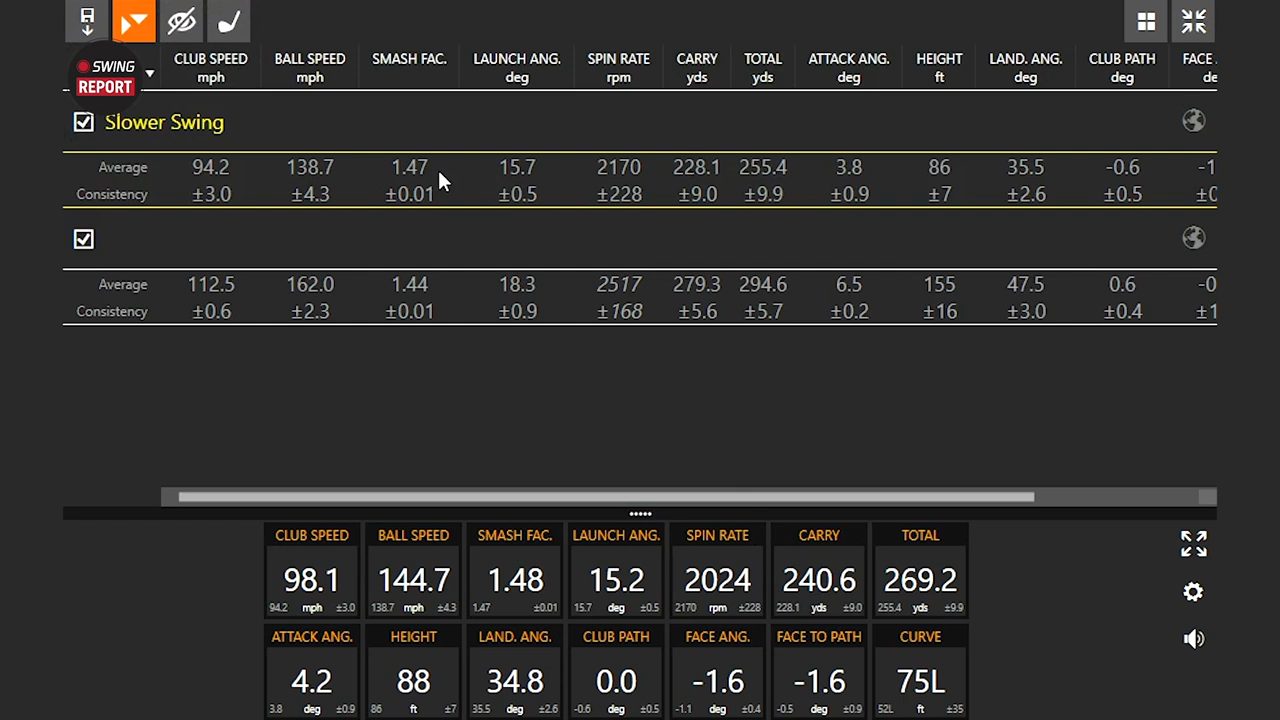 CLUB SPEED BALL SPEED SMASH FAC. LAUNCH ANG. SPIN RATE CARRY TOTAL ATTACK ANG. HEIGHT LAND. ANG. CLUB PATH FACE
mph mph deg rpm yds yds deg ft deg deg de
SWING
REPORT
Slower Swing
Average 94.2 138.7 1.47 15.7 2170 228.1 255.4 3.8 86 35.5 -0.6 -1
Consistency ±3.0 ±4.3 ±0.01 ±0.5 ±228 ±9.0 ±9.9 ±0.9 ±7 ±2.6 ±0.5 ±0
Average 112.5 162.0 1.44 18.3 2517 279.3 294.6 6.5 155 47.5 0.6 -0
Consistency ±0.6 ±2.3 ±0.01 ±0.9 ±168 ±5.6 ±5.7 ±0.2 ±16 ±3.0 ±0.4 ±1
CLUB SPEED BALL SPEED SMASH FAC. LAUNCH ANG. SPIN RATE CARRY TOTAL
98.1 144.7 1.48 15.2 2024 240.6 269.2
94.2 mph ±3.0 138.7 mph ±4.3 1.47 ±0.01 15.7 deg ±0.5 2170 rpm ±228 228.1 yds ±9.0 255.4 yds ±9.9
ATTACK ANG. HEIGHT LAND. ANG. CLUB PATH FACE ANG. FACE TO PATH CURVE
4.2 88 34.8 0.0 -1.6 -1.6 75L
3.8 deg ±0.9 86 ft ±7 35.5 deg ±2.6 -0.6 deg ±0.5 -1.1 deg ±0.4 -0.5 deg ±0.9 52L ft ±35